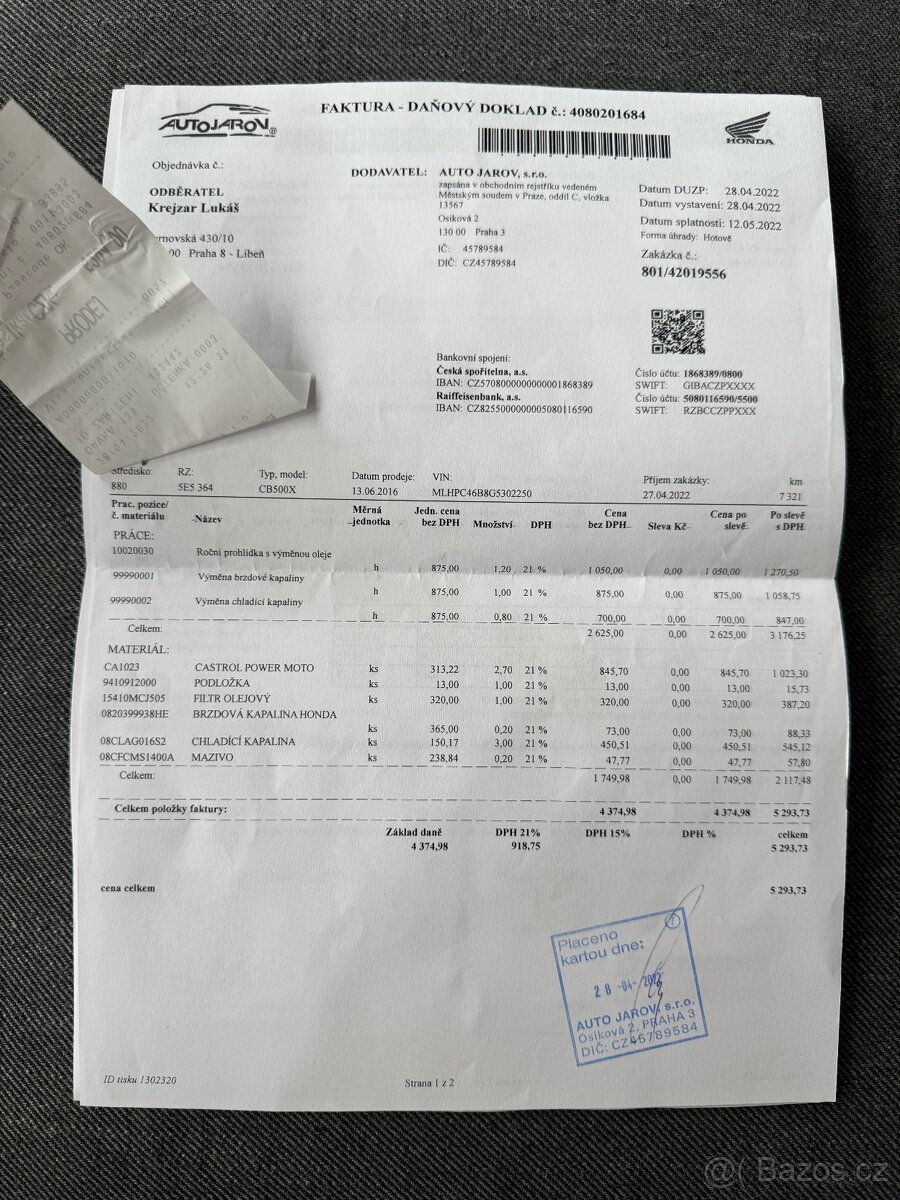 AUTOJAROV®
FAKTURA - DAŇOVÝ DOKLAD č.: 4080201684
HONDA
Objednávka č.:
ODBĚRATEL
Krejzar Lukáš
ernovská 430/10
00 Praha 8 - Libeň
DODAVATEL: AUTO JAROV, s.r.o.
zapsána v obchodním rejstříku vedeném
Městským soudem v Praze, oddíl C, vložka
13567
Osiková 2
130 00 Praha 3
IČ: 45789584
DIČ: CZ45789584
Datum DUZP: 28.04.2022
Datum vystavení: 28.04.2022
Datum splatnosti: 12.05.2022
Forma úhrady: Hotově
Zakázka č.:
801/42019556
Bankovní spojení:
Česká spořitelna, a.s. Číslo účtu: 1868389/0800
IBAN: CZ5708000000000001868389 SWIFT: GIBACZPXXXX
Raiffeisenbank, a.s. Číslo účtu: 5080116590/5500
IBAN: CZ8255000000005080116590 SWIFT: RZBCCZPPXXX
PRODEJ
Středisko: RZ: Typ, model: Datum prodeje: VIN: Příjem zakázky: km
880 5E5 364 CB500X 13.06.2016 MLHPC46B8G5302250 27.04.2022 7 321
Prac. pozice/ Měrná Jedn. cena Cena Cena po Po slevě
č. materiálu Název jednotka bez DPH Množství DPH bez DPH Sleva Kč slevě s DPH
PRÁCE:
10020030 Roční prohlídka s výměnou oleje
h 875,00 1,20 21 % 1 050,00 0,00 1 050,00 1 270,50
99990001 Výměna brzdové kapaliny
h 875,00 1,00 21 % 875,00 0,00 875,00 1 058,75
99990002 Výměna chladící kapaliny
h 875,00 0,80 21 % 700,00 0,00 700,00 847,00
Celkem: 2 625,00 0,00 2 625,00 3 176,25
MATERIÁL:
CA1023 CASTROL POWER MOTO ks 313,22 2,70 21 % 845,70 0,00 845,70 1 023,30
9410912000 PODLOŽKA ks 13,00 1,00 21 % 13,00 0,00 13,00 15,73
15410MCJ505 FILTR OLEJOVÝ ks 320,00 1,00 21 % 320,00 0,00 320,00 387,20
0820399938HE BRZDOVÁ KAPALINA HONDA
ks 365,00 0,20 21 % 73,00 0,00 73,00 88,33
08CLAG016S2 CHLADÍCÍ KAPALINA ks 150,17 3,00 21 % 450,51 0,00 450,51 545,12
08CFCMS1400A MAZIVO ks 238,84 0,20 21 % 47,77 0,00 47,77 57,80
Celkem: 1 749,98 0,00 1 749,98 2 117,48
Celkem položky faktury: 4 374,98 4 374,98 5 293,73
Základ daně DPH 21% DPH 15% DPH % celkem
4 374,98 918,75 5 293,73
cena celkem 5 293,73
Placeno 1
kartou dne:
28 -04- 2022
AUTO JAROV, s.r.o.
Osiková 2, PRAHA 3
DIČ: CZ45789584
ID tisku 1302320
Strana 1 z 2
@( Bazos.cz